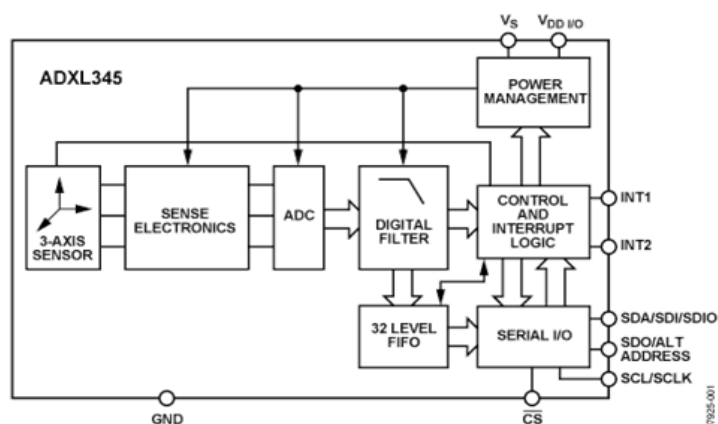 VS
VDD I/O
ADXL345
POWER
MANAGEMENT
3-AXIS
SENSOR
SENSE
ELECTRONICS
ADC
DIGITAL
FILTER
CONTROL
AND
INTERRUPT
LOGIC
INT1
INT2
32 LEVEL
FIFO
SERIAL I/O
SDA/SDI/SDIO
SDO/ALT
ADDRESS
SCL/SCLK
GND
CS
7925-001